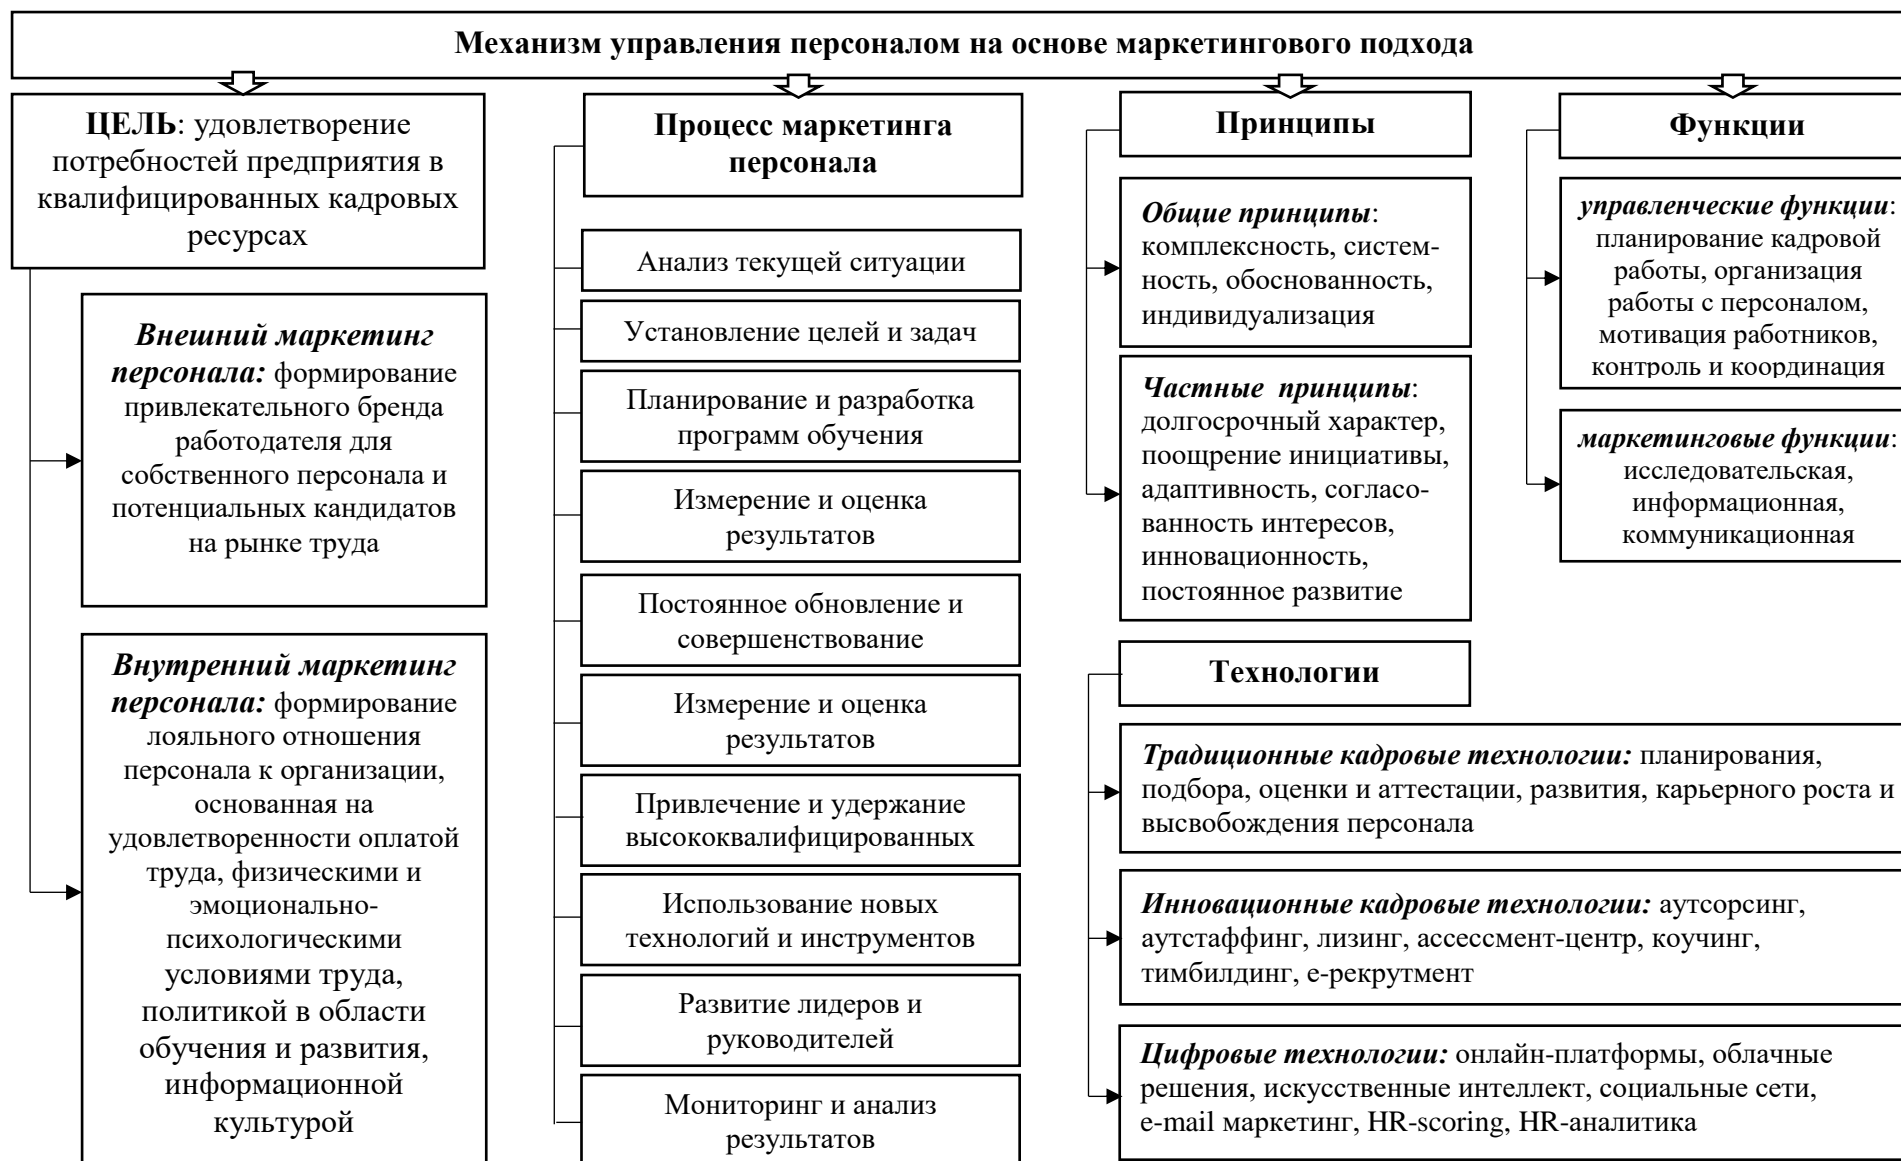 Механизм управления персоналом на основе маркетингового подхода
ЦЕЛЬ: удовлетворение
потребностей предприятия в
квалифицированных кадровых
ресурсах
Внешний маркетинг
персонала: формирование
привлекательного бренда
работодателя для
собственного персонала и
потенциальных кандидатов
на рынке труда
Внутренний маркетинг
персонала: формирование
лояльного отношения
персонала к организации,
основанная на
удовлетворенности оплатой
труда, физическими и
эмоционально-
психологическими
условиями труда,
политикой в области
обучения и развития,
информационной
культурой
Процесс маркетинга
персонала
Анализ текущей ситуации
Установление целей и задач
Планирование и разработка
программ обучения
Измерение и оценка
результатов
Постоянное обновление и
совершенствование
Измерение и оценка
результатов
Привлечение и удержание
высококвалифицированных
Использование новых
технологий и инструментов
Развитие лидеров и
руководителей
Мониторинг и анализ
результатов
Принципы
Общие принципы:
комплексность, систем-
ность, обоснованность,
индивидуализация
Частные принципы:
долгосрочный характер,
поощрение инициативы,
адаптивность, согласо-
ванность интересов,
инновационность,
постоянное развитие
Функции
управленческие функции:
планирование кадровой
работы, организация
работы с персоналом,
мотивация работников,
контроль и координация
маркетинговые функции:
исследовательская,
информационная,
коммуникационная
Технологии
Традиционные кадровые технологии: планирования,
подбора, оценки и аттестации, развития, карьерного роста и
высвобождения персонала
Инновационные кадровые технологии: аутсорсинг,
аутстаффинг, лизинг, ассессмент-центр, коучинг,
тимбилдинг, е-рекрутмент
Цифровые технологии: онлайн-платформы, облачные
решения, искусственные интеллект, социальные сети,
e-mail маркетинг, HR-scoring, HR-аналитика